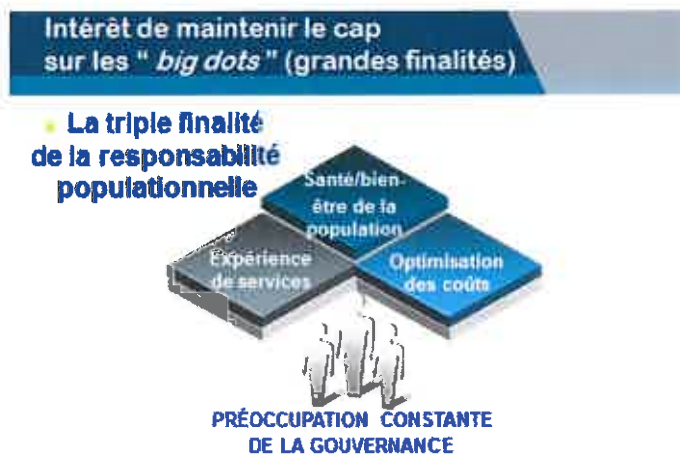 Intérêt de maintenir le cap
sur les " big dots " (grandes finalités)
La triple finalité
de la responsabilité
populationnelle
Santé/bien-
être de la
population
Expérience
de services
Optimisation
des coûts
PRÉOCCUPATION CONSTANTE
DE LA GOUVERNANCE